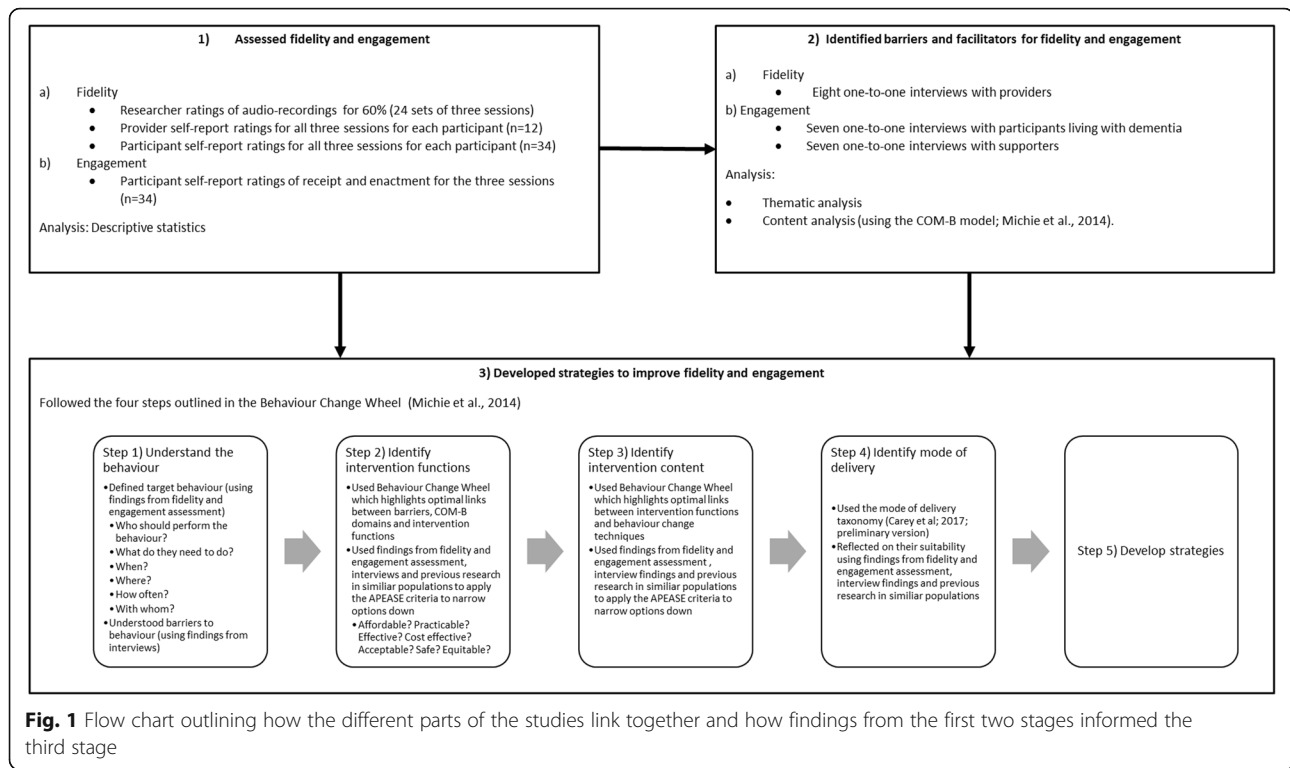 1) Assessed fidelity and engagement
a) Fidelity
• Researcher ratings of audio-recordings for 60% (24 sets of three sessions)
• Provider self-report ratings for all three sessions for each participant (n=12)
• Participant self-report ratings for all three sessions for each participant (n=34)
b) Engagement
• Participant self-report ratings of receipt and enactment for the three sessions
(n=34)
Analysis: Descriptive statistics
2) Identified barriers and facilitators for fidelity and engagement
a) Fidelity
• Eight one-to-one interviews with providers
b) Engagement
• Seven one-to-one interviews with participants living with dementia
• Seven one-to-one interviews with supporters
Analysis:
• Thematic analysis
• Content analysis (using the COM-B model; Michie et al., 2014).
3) Developed strategies to improve fidelity and engagement
Followed the four steps outlined in the Behaviour Change Wheel (Michie et al., 2014)
Step 1) Understand the
behaviour
•Defined target behaviour (using
findings from fidelity and
engagement assessment)
•Who should perform the
behaviour?
•What do they need to do?
•When?
•Where?
•How often?
•With whom?
•Understood barriers to
behaviour (using findings from
interviews)
Step 2) Identify
intervention functions
•Used Behaviour Change Wheel
which highlights optimal links
between barriers, COM-B
domains and intervention
functions
•Used findings from fidelity and
engagement assessment,
interviews and previous research
in similiar populations to apply
the APEASE criteria to narrow
options down
•Affordable? Practicable?
Effective? Cost effective?
Acceptable? Safe? Equitable?
Step 3) Identify
intervention content
•Used Behaviour Change Wheel
which highlights optimal links
between intervention functions
and behaviour change
techniques
•Used findings from fidelity and
engagement assessment ,
interview findings and previous
research in similiar populations
to apply the APEASE criteria to
narrow options down
Step 4) Identify mode of
delivery
•Used the mode of delivery
taxonomy (Carey et al; 2017;
preliminary version)
•Reflected on their suitability
using findings from fidelity and
engagement assessment,
interview findings and previous
research in similiar populations
Step 5) Develop strategies
Fig. 1 Flow chart outlining how the different parts of the studies link together and how findings from the first two stages informed the
third stage